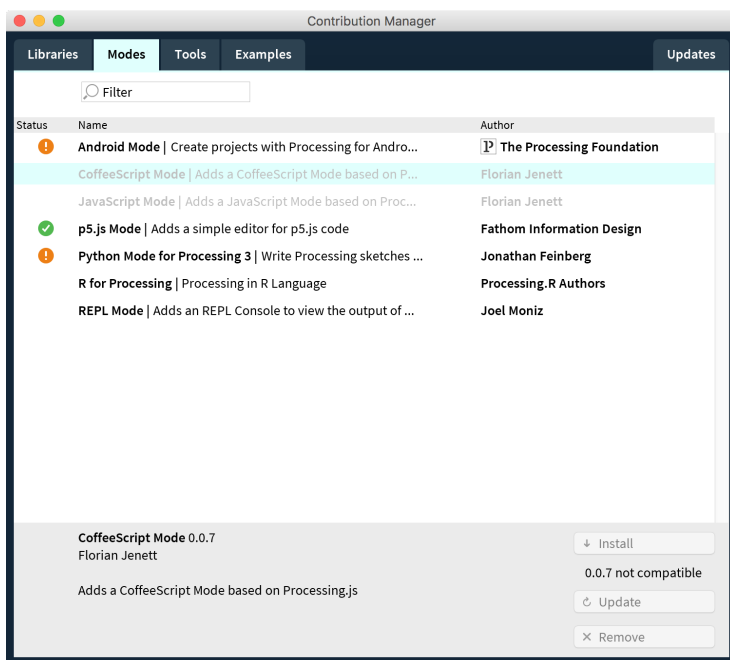 Contribution Manager
Libraries Modes Tools Examples Updates
Filter
Status Name Author
Android Mode | Create projects with Processing for Andro... The Processing Foundation
CoffeeScript Mode | Adds a CoffeeScript Mode based on P... Florian Jenett
JavaScript Mode | Adds a JavaScript Mode based on Proc... Florian Jenett
p5.js Mode | Adds a simple editor for p5.js code Fathom Information Design
Python Mode for Processing 3 | Write Processing sketches ... Jonathan Feinberg
R for Processing | Processing in R Language Processing.R Authors
REPL Mode | Adds an REPL Console to view the output of ... Joel Moniz
CoffeeScript Mode 0.0.7
Florian Jenett
Adds a CoffeeScript Mode based on Processing.js
Install
0.0.7 not compatible
Update
Remove